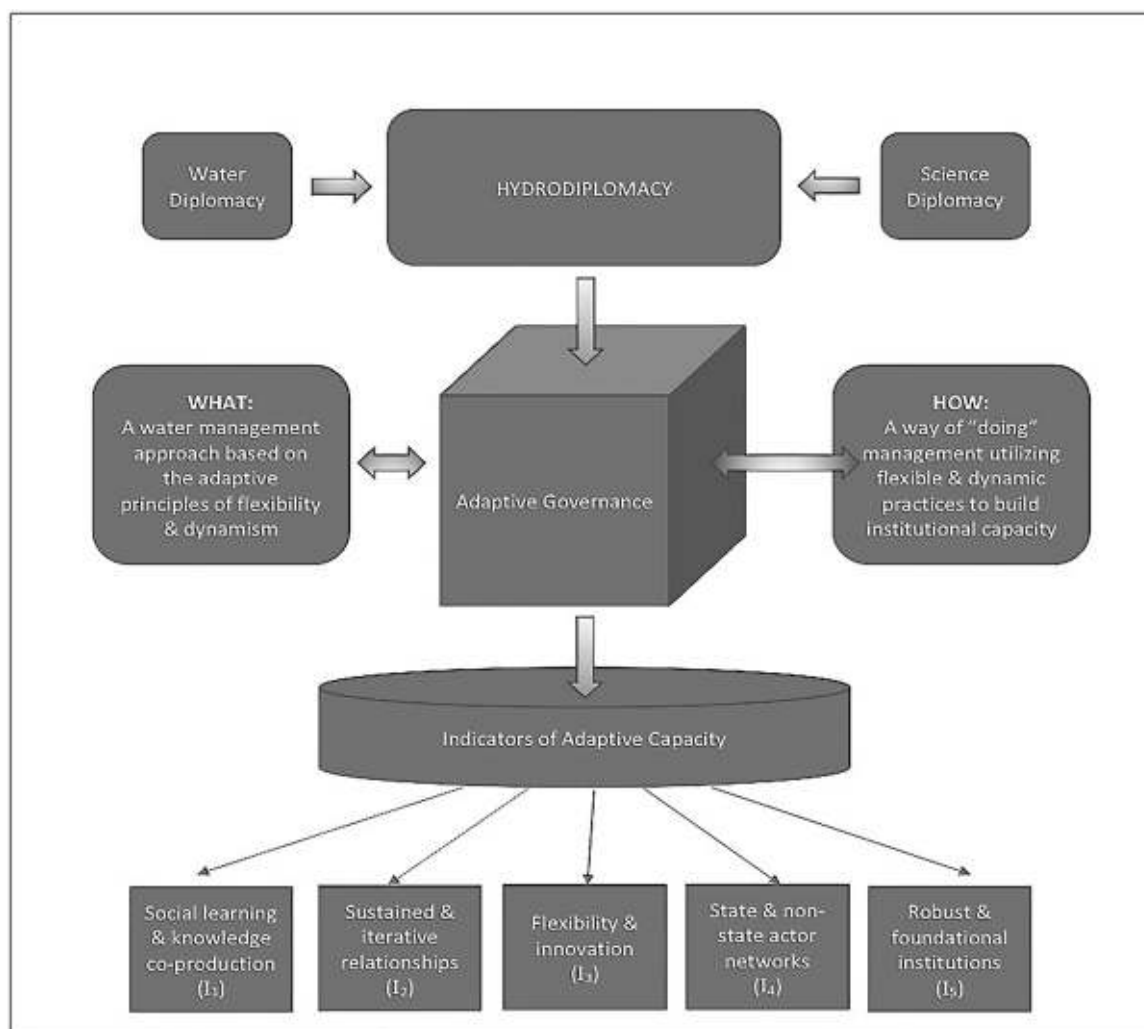 Water
Diplomacy
HYDRODIPLOMACY
Science
Diplomacy
WHAT:
A water management
approach based on
the adaptive
principles of flexibility
& dynamism
Adaptive Governance
HOW:
A way of “doing”
management utilizing
flexible & dynamic
practices to build
institutional capacity
Indicators of Adaptive Capacity
Social learning
& knowledge
co-production
(I₁)
Sustained &
iterative
relationships
(I₂)
Flexibility &
innovation
(I₃)
State & non-
state actor
networks
(I₄)
Robust &
foundational
institutions
(I₅)